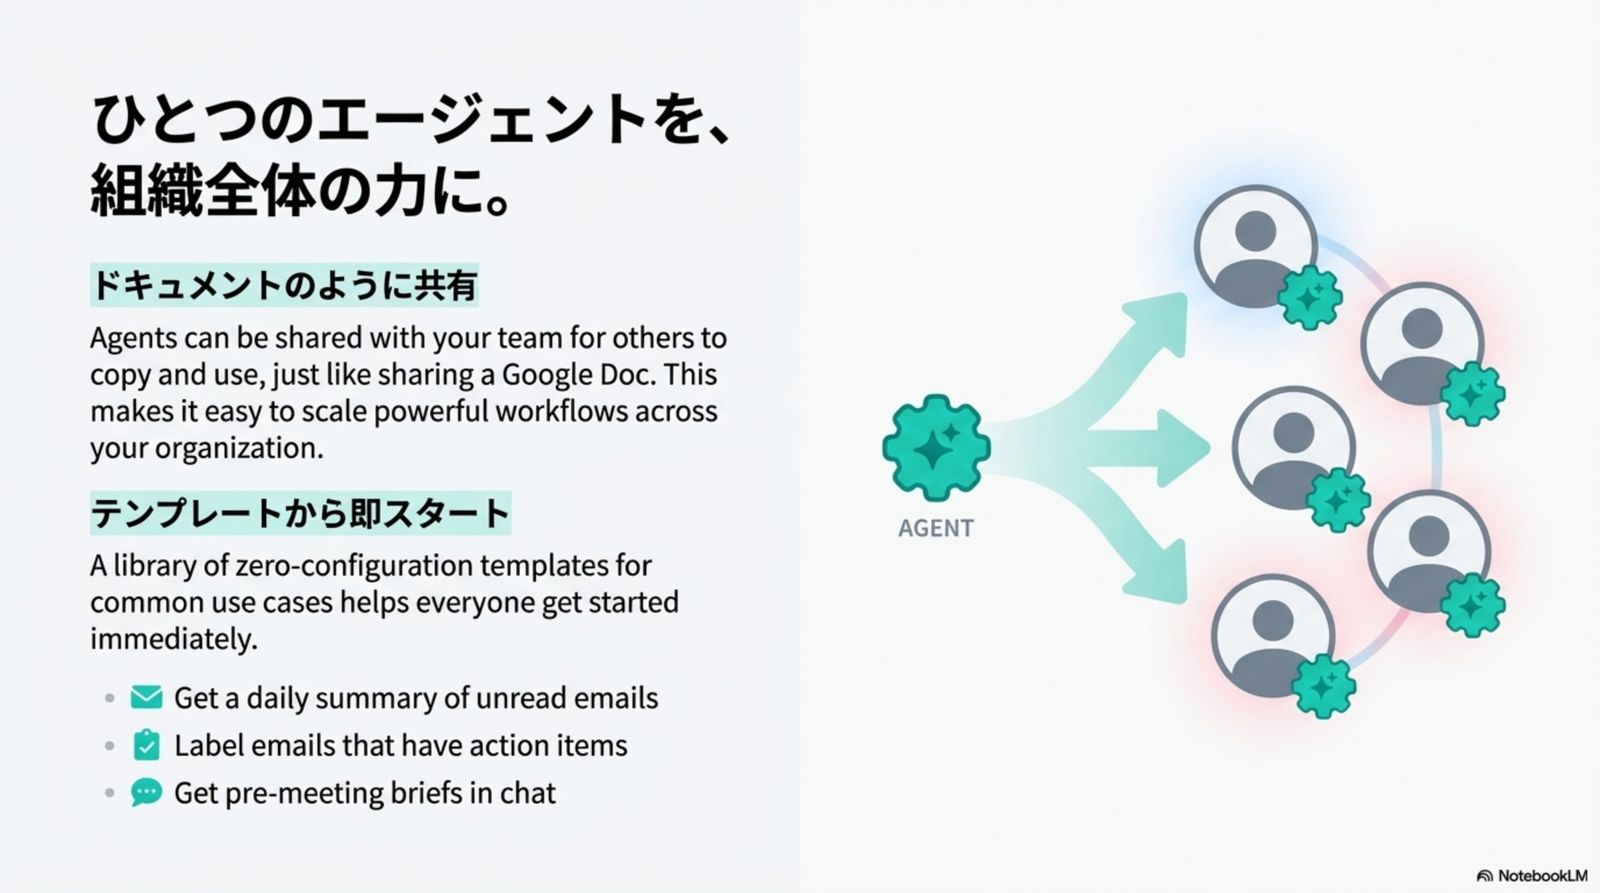 ひとつのエージェントを、
組織全体の力に。
ドキュメントのように共有
Agents can be shared with your team for others to
copy and use, just like sharing a Google Doc. This
makes it easy to scale powerful workflows across
your organization.
テンプレートから即スタート
A library of zero-configuration templates for
common use cases helps everyone get started
immediately.
Get a daily summary of unread emails
Label emails that have action items
Get pre-meeting briefs in chat
AGENT
NotebookLM